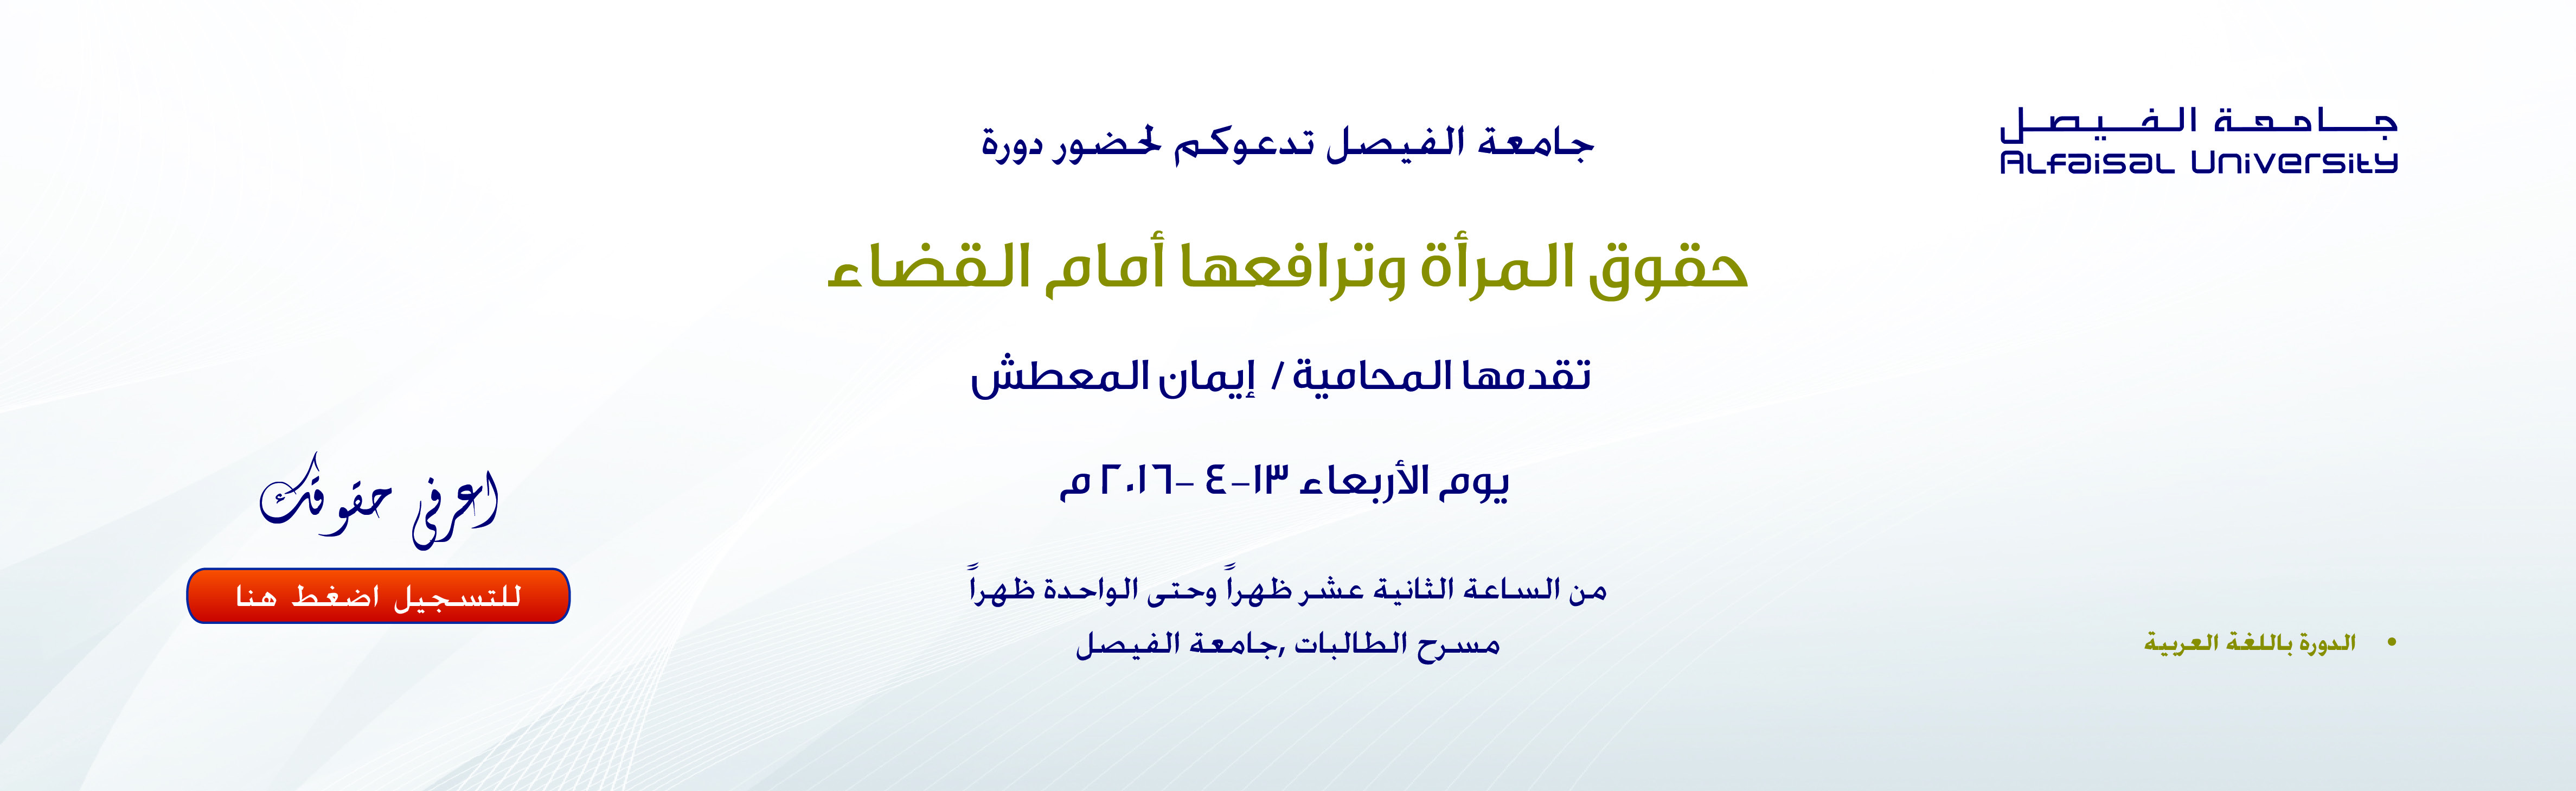 جامعة الفيصل
Alfaisal University
جامعة الفيصل تدعوكم لحضور دورة
حقوق المرأة وترافعها أمام القضاء
تقدمها المحامية / إيمان المعطش
يوم الأربعاء ١٣-٤ -٢٠١٦ م
من الساعة الثانية عشر ظهراً وحتى الواحدة ظهراً
مسرح الطالبات ,جامعة الفيصل
اعرفي حقوقك
للتسجيل اضغط هنا
• الدورة باللغة العربية